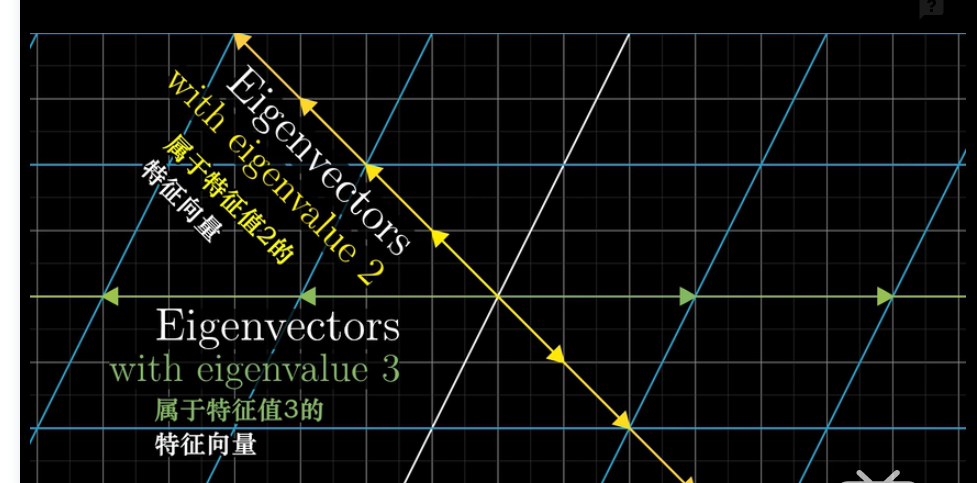 Eigenvectors
with eigenvalue 2
属于特征值2的
特征向量
Eigenvectors
with eigenvalue 3
属于特征值3的
特征向量
?